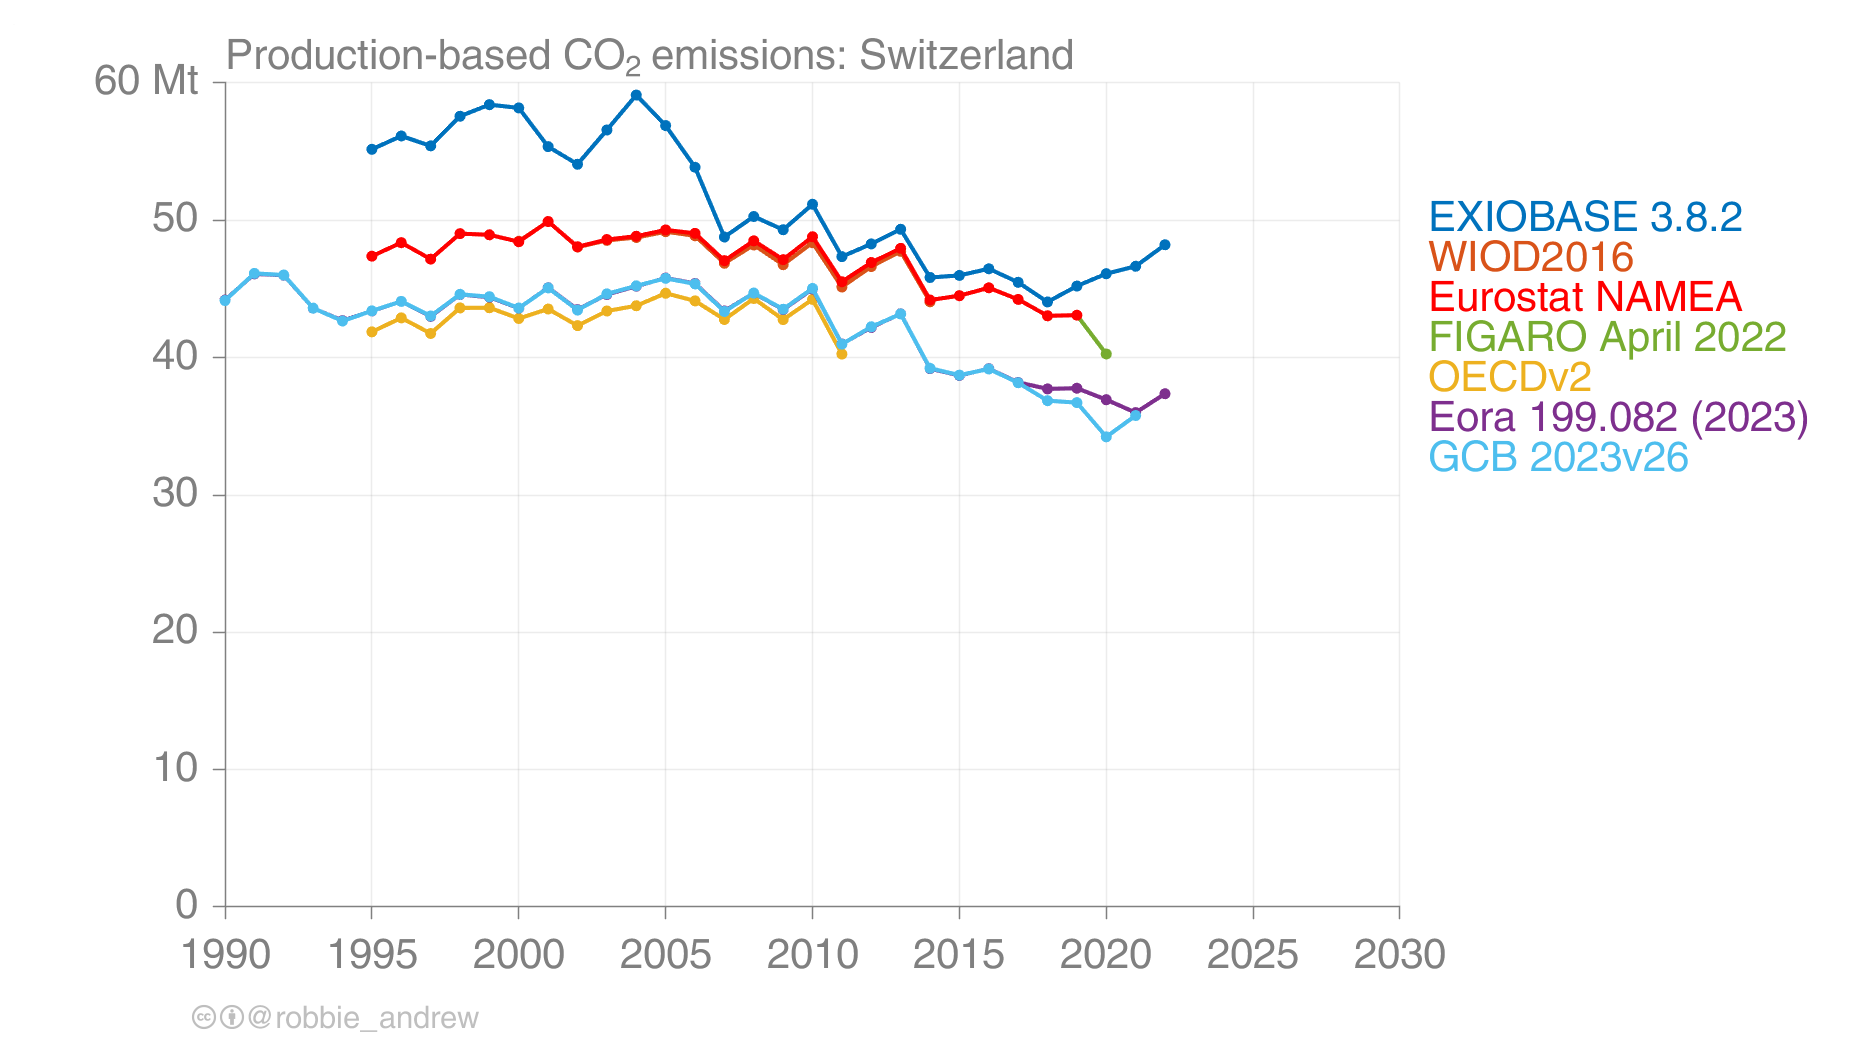 Production-based CO₂ emissions: Switzerland
60 Mt
50
40
30
20
10
0
1990 1995 2000 2005 2010 2015 2020 2025 2030
EXIOBASE 3.8.2
WIOD2016
Eurostat NAMEA
FIGARO April 2022
OECDv2
Eora 199.082 (2023)
GCB 2023v26
@robbie_andrew